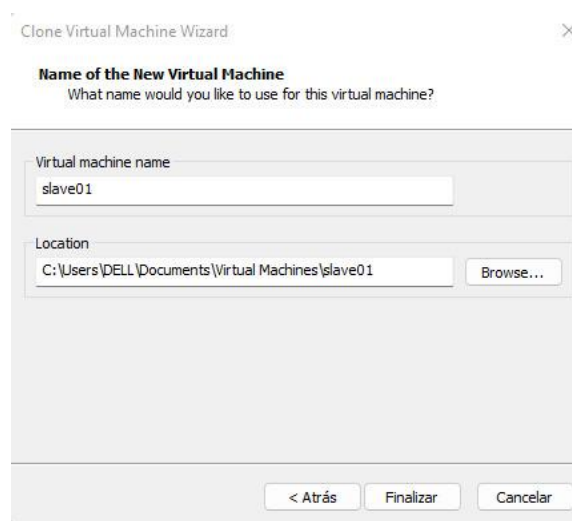 Clone Virtual Machine Wizard
Name of the New Virtual Machine
What name would you like to use for this virtual machine?
Virtual machine name
slave01
Location
C:\Users\DELL\Documents\Virtual Machines\slave01
Browse...
< Atrás
Finalizar
Cancelar